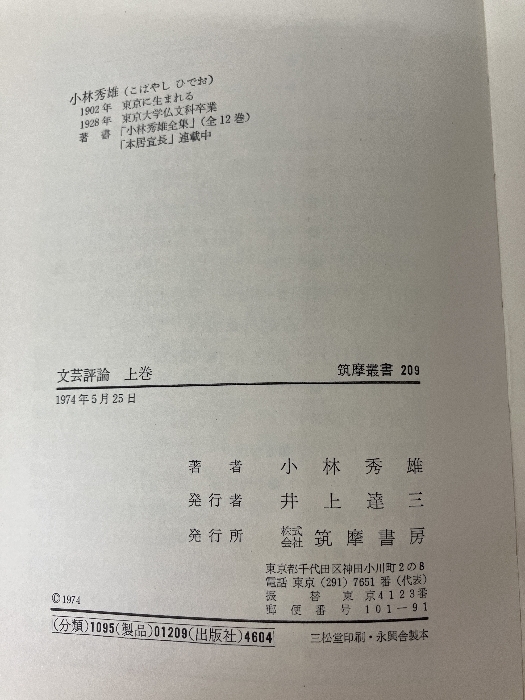 小林秀雄（こばやし ひでお）
1902年 東京に生まれる
1928年 東京大学仏文科卒業
著書「小林秀雄全集」（全12巻）
「本居宣長」連載中
文芸評論 上巻 筑摩叢書 209
1974年5月25日
著者 小林秀雄
発行者 井上達三
発行所 株式会社 筑摩書房
東京都千代田区神田小川町2の8
電話 東京（291）7651番（代表）
振替 東京4123番
郵便番号 101―91
©1974
（分類）1095（製品）01209（出版社）4604
三松堂印刷・永興舎製本